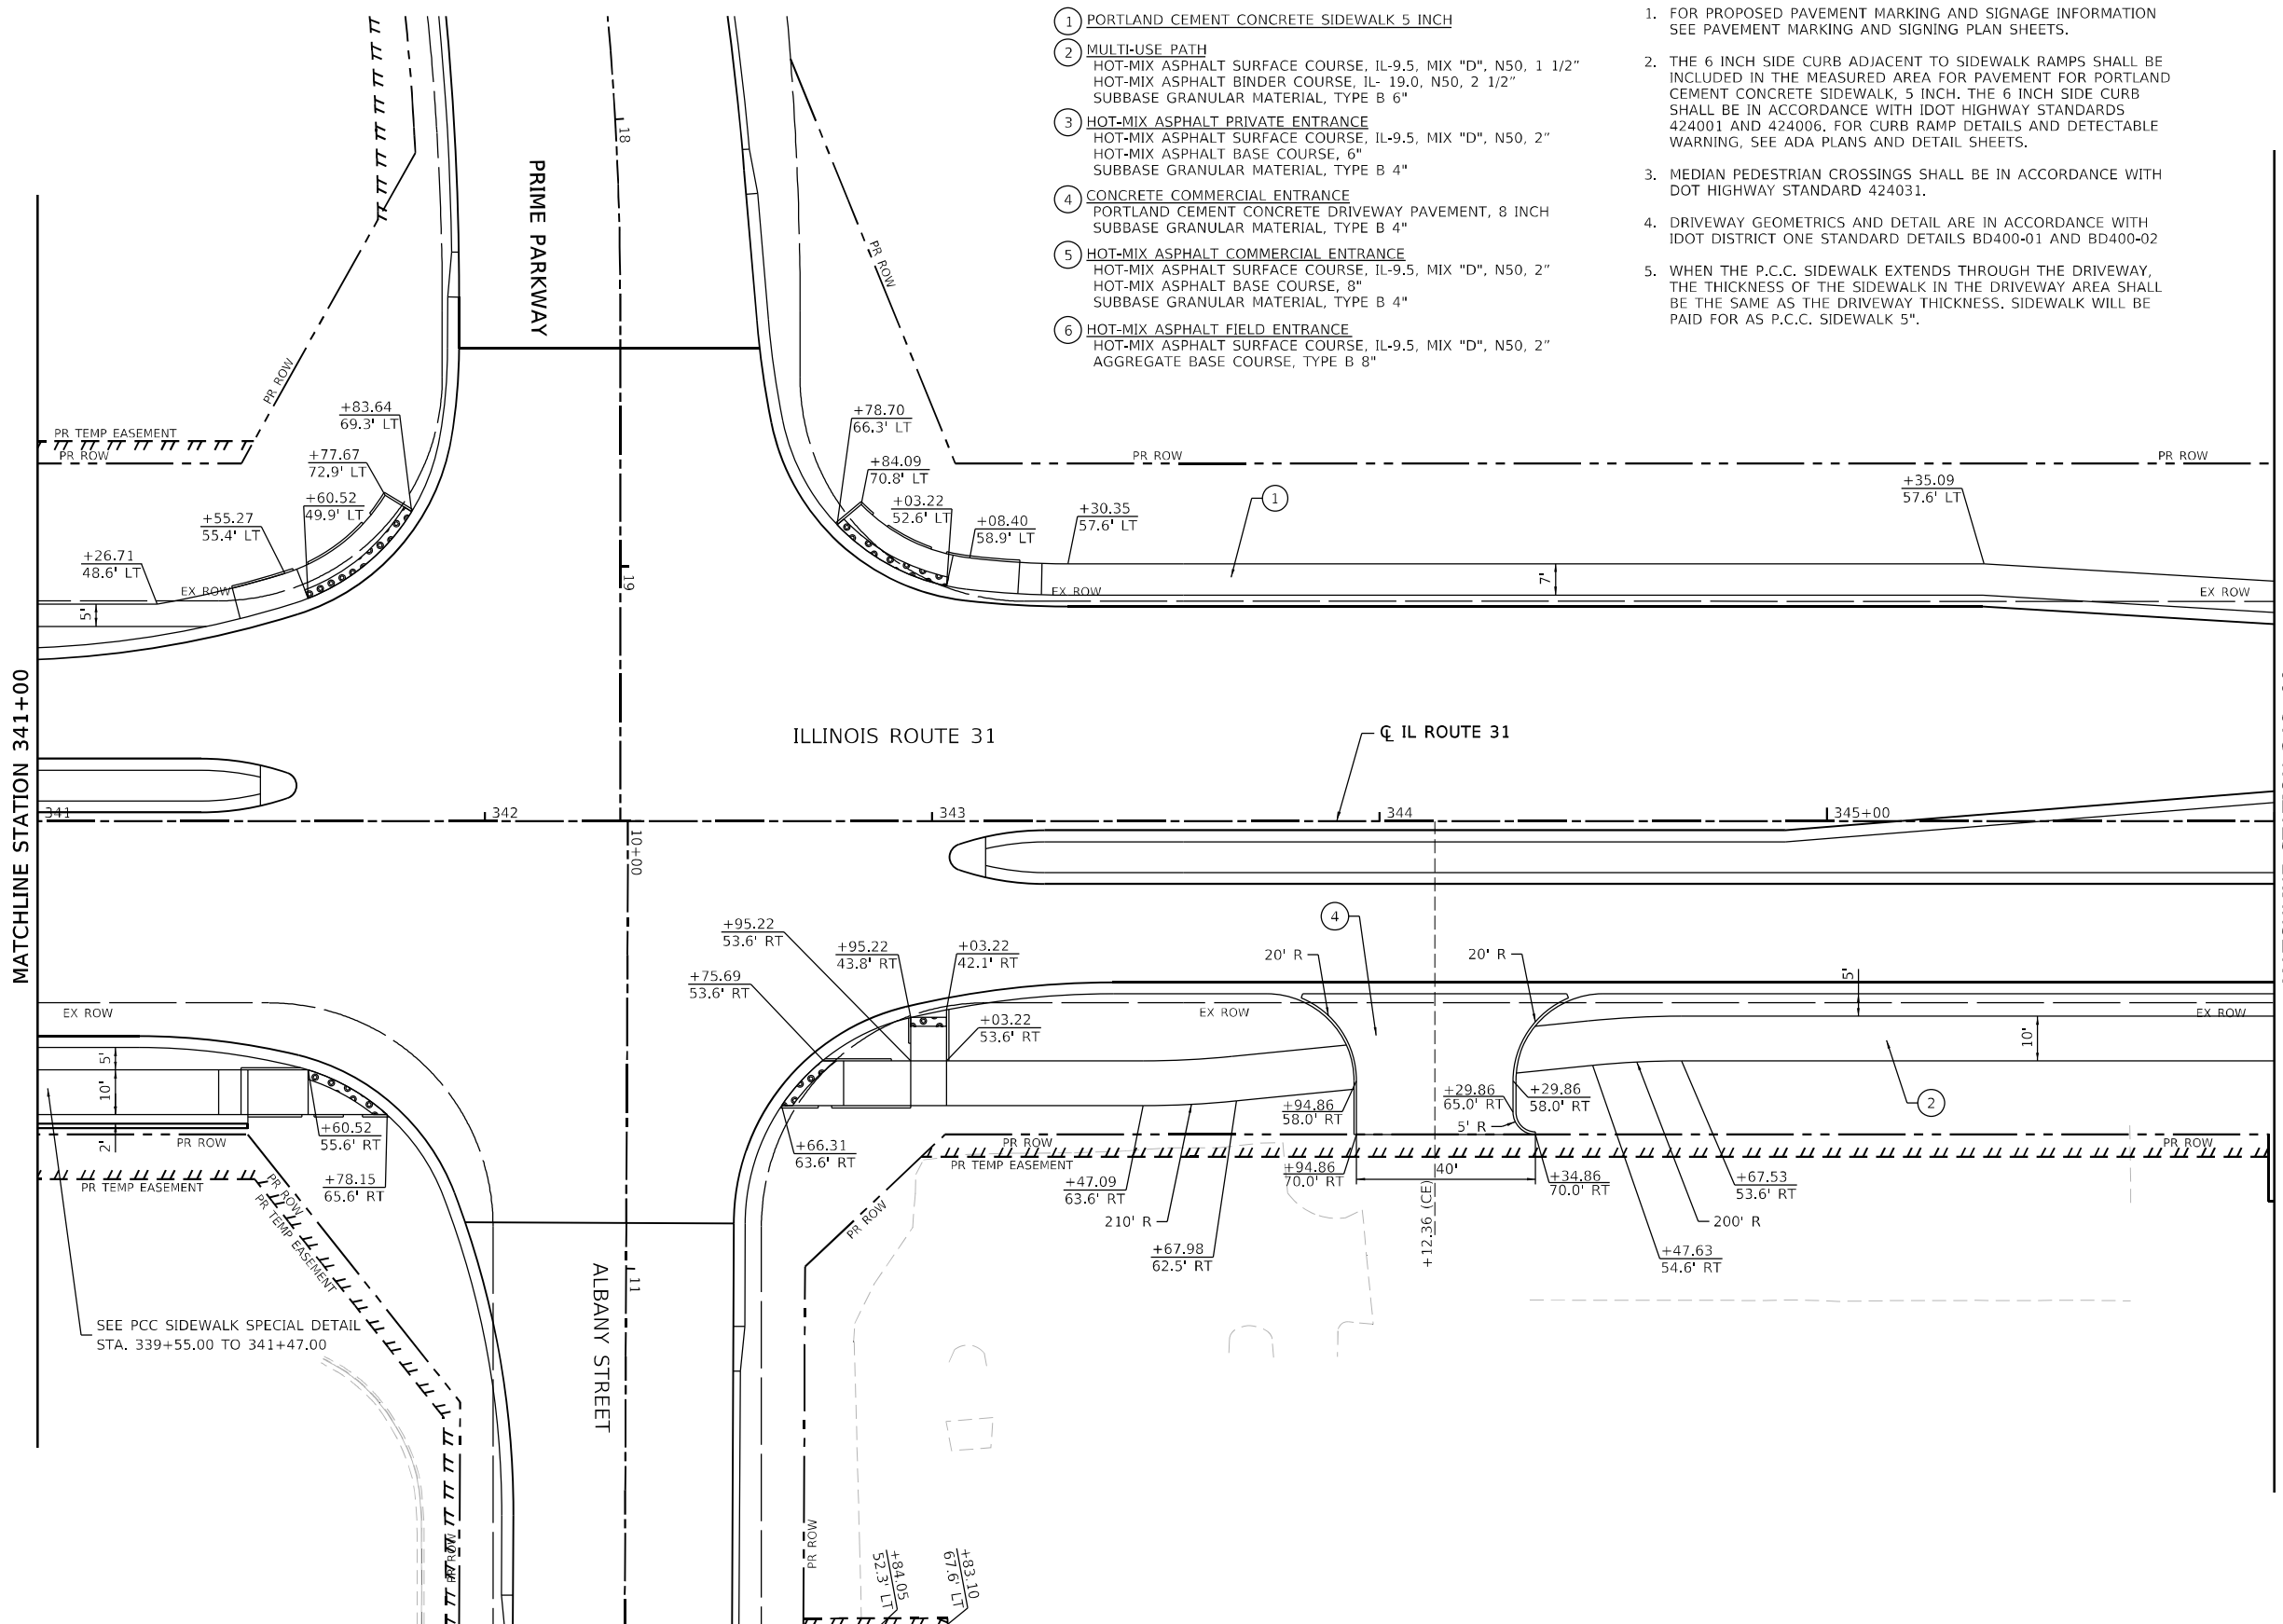 1 PORTLAND CEMENT CONCRETE SIDEWALK 5 INCH
2 MULTI-USE PATH
HOT-MIX ASPHALT SURFACE COURSE, IL-9.5, MIX "D", N50, 1 1/2"
HOT-MIX ASPHALT BINDER COURSE, IL- 19.0, N50, 2 1/2"
SUBBASE GRANULAR MATERIAL, TYPE B 6"
3 HOT-MIX ASPHALT PRIVATE ENTRANCE
HOT-MIX ASPHALT SURFACE COURSE, IL-9.5, MIX "D", N50, 2"
HOT-MIX ASPHALT BASE COURSE, 6"
SUBBASE GRANULAR MATERIAL, TYPE B 4"
4 CONCRETE COMMERCIAL ENTRANCE
PORTLAND CEMENT CONCRETE DRIVEWAY PAVEMENT, 8 INCH
SUBBASE GRANULAR MATERIAL, TYPE B 4"
5 HOT-MIX ASPHALT COMMERCIAL ENTRANCE
HOT-MIX ASPHALT SURFACE COURSE, IL-9.5, MIX "D", N50, 2"
HOT-MIX ASPHALT BASE COURSE, 8"
SUBBASE GRANULAR MATERIAL, TYPE B 4"
6 HOT-MIX ASPHALT FIELD ENTRANCE
HOT-MIX ASPHALT SURFACE COURSE, IL-9.5, MIX "D", N50, 2"
AGGREGATE BASE COURSE, TYPE B 8"
1. FOR PROPOSED PAVEMENT MARKING AND SIGNAGE INFORMATION
SEE PAVEMENT MARKING AND SIGNING PLAN SHEETS.
2. THE 6 INCH SIDE CURB ADJACENT TO SIDEWALK RAMPS SHALL BE
INCLUDED IN THE MEASURED AREA FOR PAVEMENT FOR PORTLAND
CEMENT CONCRETE SIDEWALK, 5 INCH. THE 6 INCH SIDE CURB
SHALL BE IN ACCORDANCE WITH IDOT HIGHWAY STANDARDS
424001 AND 424006. FOR CURB RAMP DETAILS AND DETECTABLE
WARNING, SEE ADA PLANS AND DETAIL SHEETS.
3. MEDIAN PEDESTRIAN CROSSINGS SHALL BE IN ACCORDANCE WITH
DOT HIGHWAY STANDARD 424031.
4. DRIVEWAY GEOMETRICS AND DETAIL ARE IN ACCORDANCE WITH
IDOT DISTRICT ONE STANDARD DETAILS BD400-01 AND BD400-02
5. WHEN THE P.C.C. SIDEWALK EXTENDS THROUGH THE DRIVEWAY,
THE THICKNESS OF THE SIDEWALK IN THE DRIVEWAY AREA SHALL
BE THE SAME AS THE DRIVEWAY THICKNESS. SIDEWALK WILL BE
PAID FOR AS P.C.C. SIDEWALK 5".
PRIME PARKWAY
18
PR ROW
PR ROW
PR TEMP EASEMENT
PR ROW
+83.64
69.3' LT
+77.67
72.9' LT
+60.52
49.9' LT
+55.27
55.4' LT
+26.71
48.6' LT
EX ROW
5'
+78.70
66.3' LT
+84.09
70.8' LT
+03.22
52.6' LT
+08.40
58.9' LT
+30.35
57.6' LT
1
PR ROW
PR ROW
+35.09
57.6' LT
7'
19
EX ROW
EX ROW
MATCHLINE STATION 341+00
ILLINOIS ROUTE 31
℄ IL ROUTE 31
341
342
343
344
345+00
10+00
+95.22
53.6' RT
+95.22
43.8' RT
+03.22
42.1' RT
+75.69
53.6' RT
+03.22
53.6' RT
4
20' R
20' R
5'
EX ROW
EX ROW
EX ROW
10'
5'
10'
2'
PR ROW
PR TEMP EASEMENT
+60.52
55.6' RT
+78.15
65.6' RT
PR ROW
PR TEMP EASEMENT
+66.31
63.6' RT
PR ROW
PR TEMP EASEMENT
PR ROW
+47.09
63.6' RT
210' R
+67.98
62.5' RT
+94.86
58.0' RT
+94.86
70.0' RT
+29.86
65.0' RT
+29.86
58.0' RT
5' R
40'
+12.36 (CE)
+34.86
70.0' RT
+67.53
53.6' RT
200' R
+47.63
54.6' RT
2
PR ROW
SEE PCC SIDEWALK SPECIAL DETAIL
STA. 339+55.00 TO 341+47.00
ALBANY STREET
11
PR ROW
PR ROW
+84.05
52.3' LT
+83.10
67.6' LT